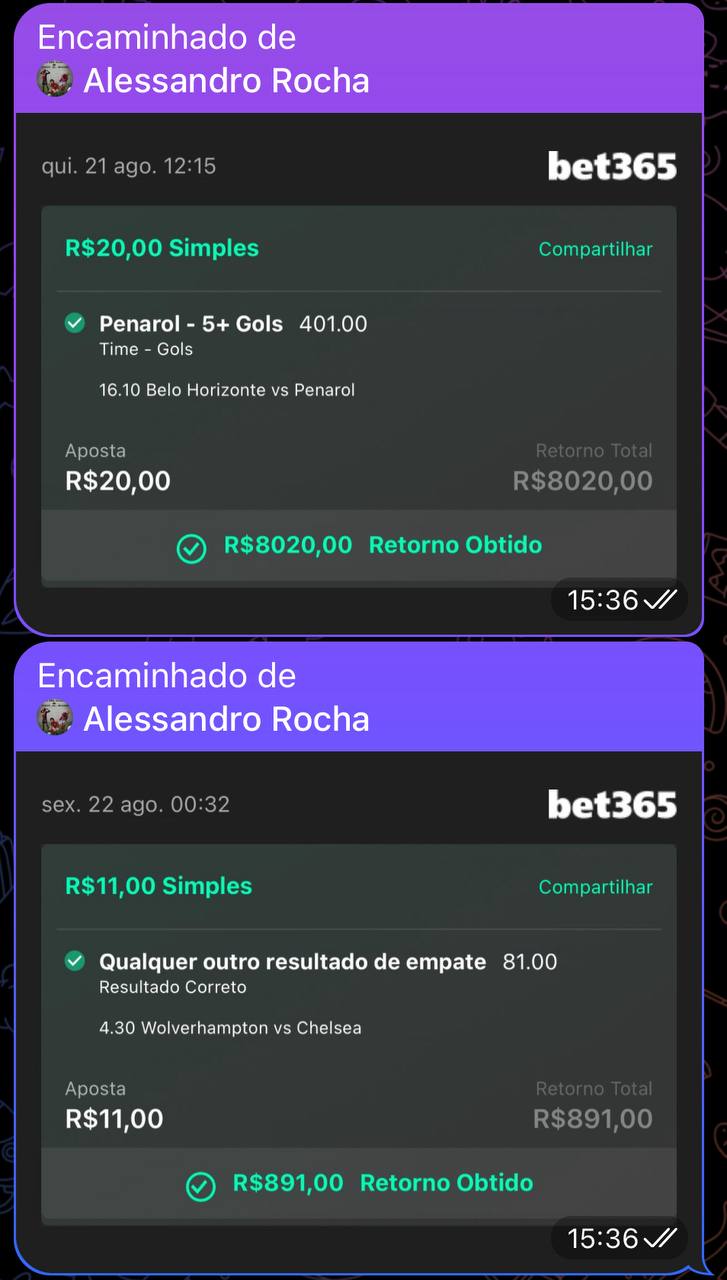 Encaminhado de
Alessandro Rocha
qui. 21 ago. 12:15
bet365
R$20,00 Simples
Compartilhar
Penarol - 5+ Gols 401.00
Time - Gols
16.10 Belo Horizonte vs Penarol
Aposta
Retorno Total
R$20,00
R$8020,00
R$8020,00 Retorno Obtido
15:36
Encaminhado de
Alessandro Rocha
sex. 22 ago. 00:32
bet365
R$11,00 Simples
Compartilhar
Qualquer outro resultado de empate 81.00
Resultado Correto
4.30 Wolverhampton vs Chelsea
Aposta
Retorno Total
R$11,00
R$891,00
R$891,00 Retorno Obtido
15:36